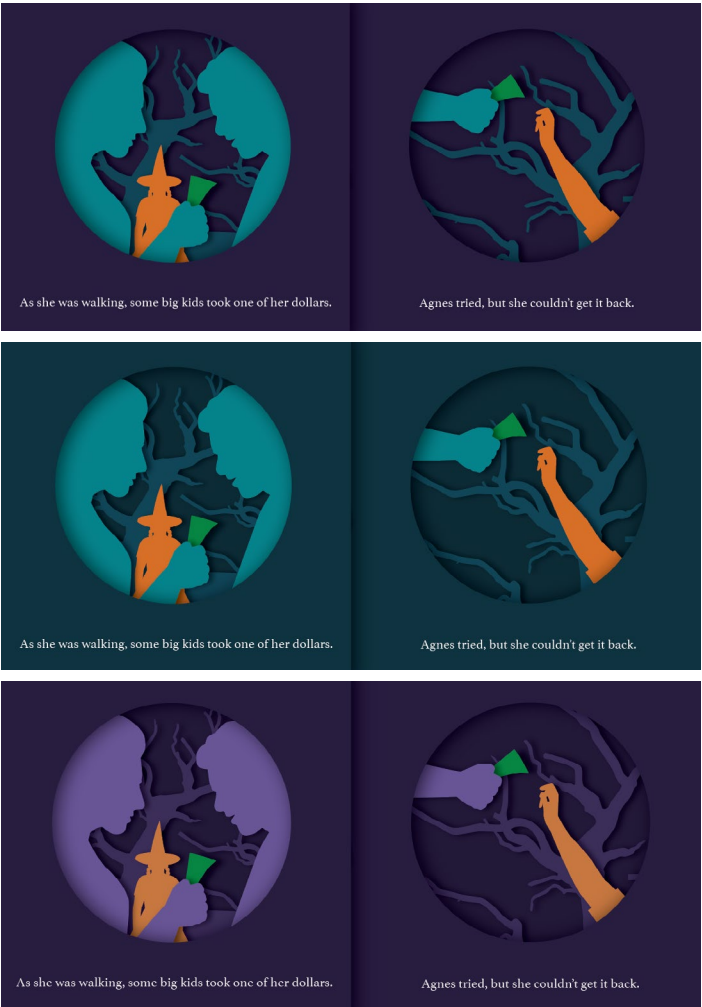 As she was walking, some big kids took one of her dollars.
Agnes tried, but she couldn't get it back.
As she was walking, some big kids took one of her dollars.
Agnes tried, but she couldn't get it back.
As she was walking, some big kids took one of her dollars.
Agnes tried, but she couldn't get it back.